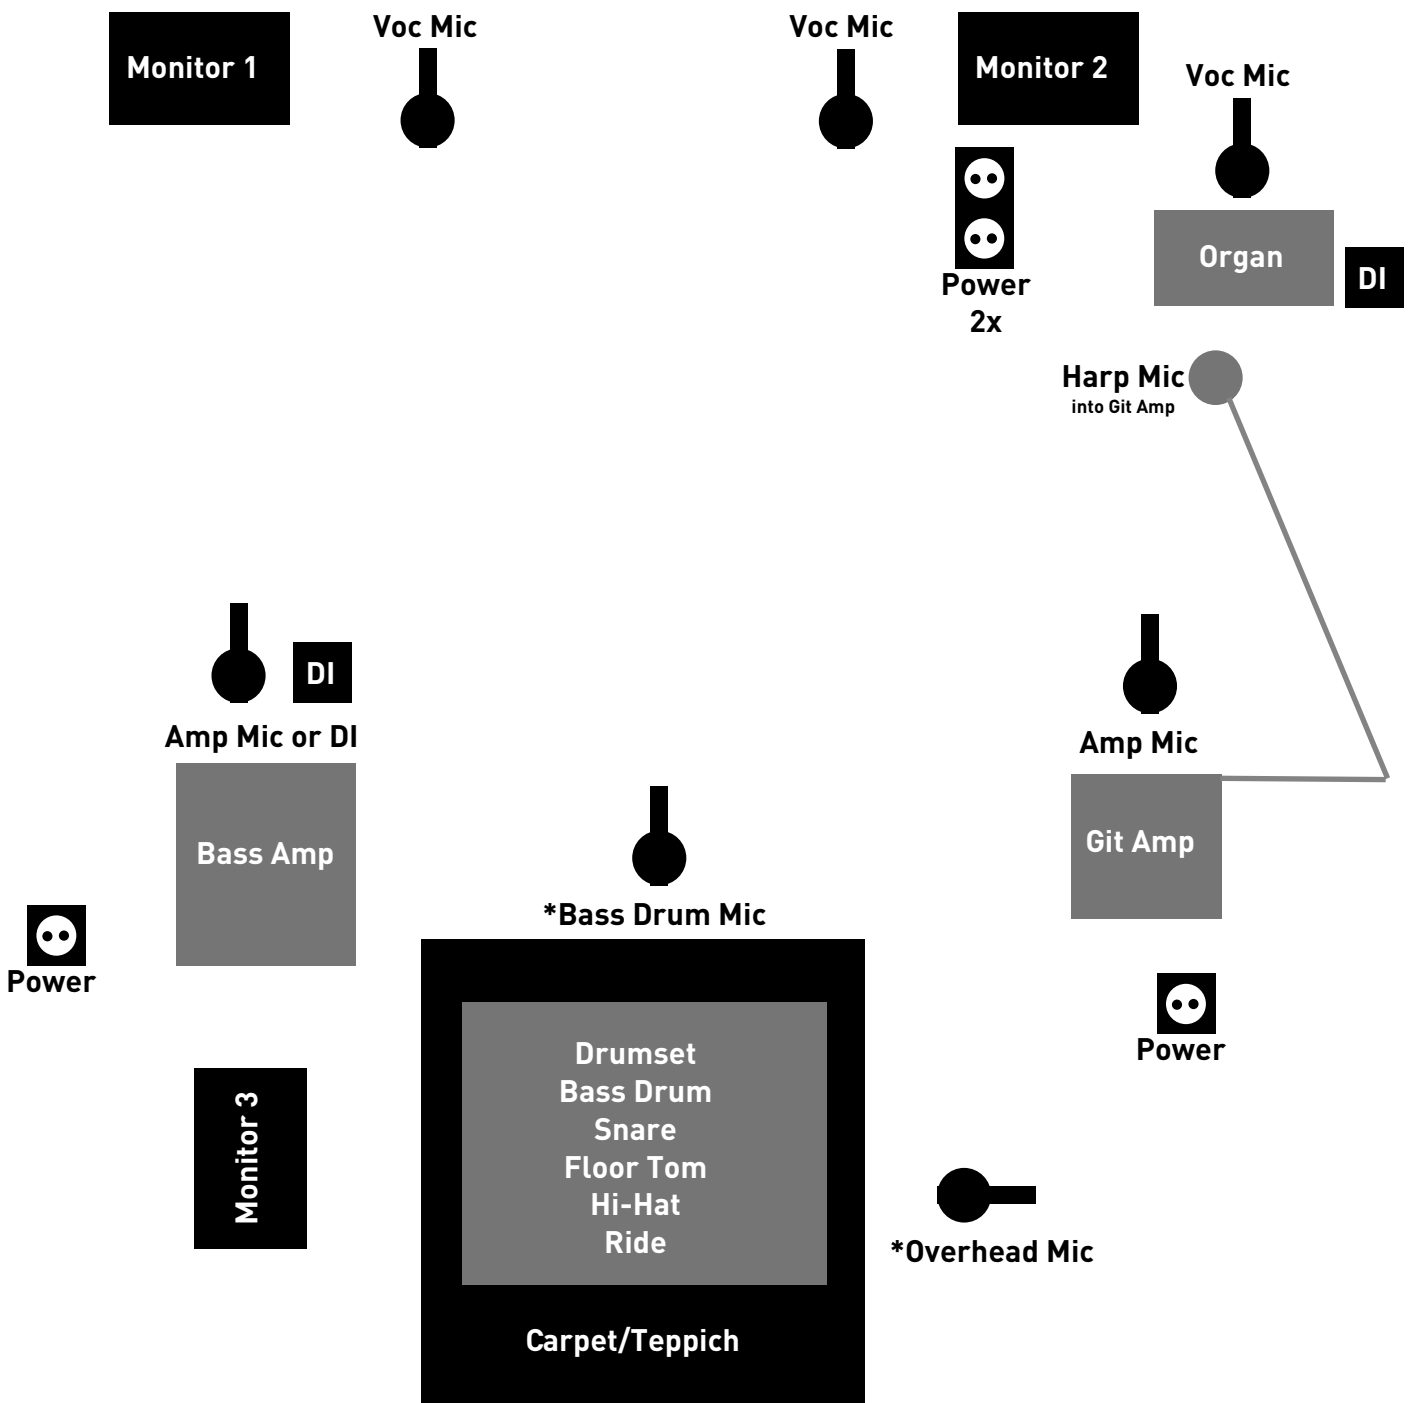 Voc Mic
Voc Mic
Monitor 1
Monitor 2
Voc Mic
Organ
DI
Power
2x
Harp Mic
into Git Amp
DI
Amp Mic or DI
Amp Mic
Bass Amp
Git Amp
*Bass Drum Mic
Power
Power
Drumset
Bass Drum
Snare
Floor Tom
Hi-Hat
Ride
Monitor 3
*Overhead Mic
Carpet/Teppich